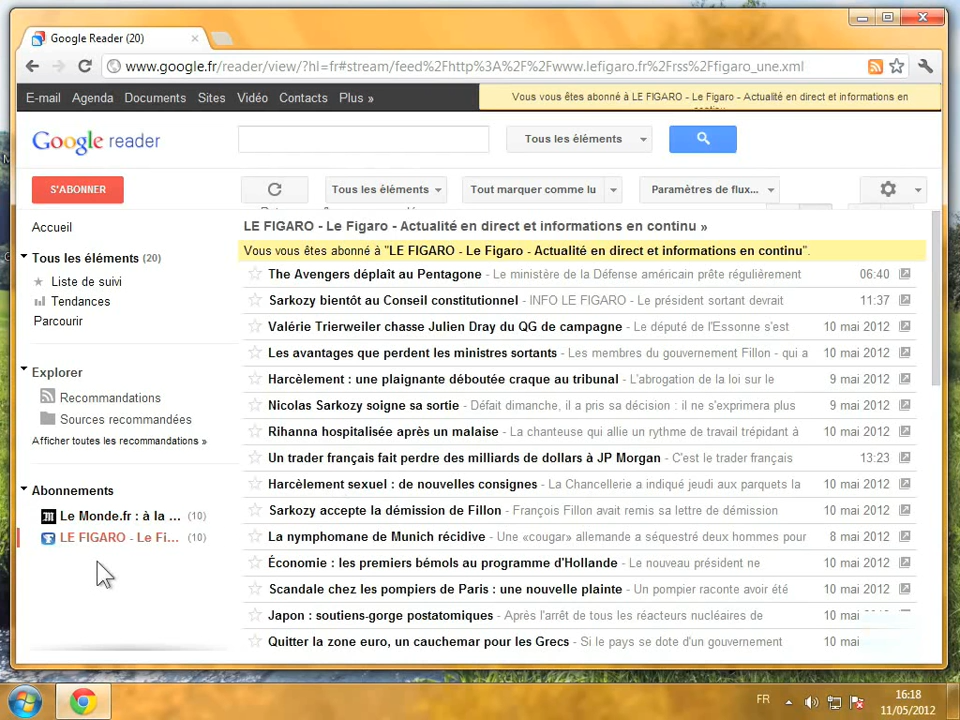 Google Reader (20)
www.google.fr/reader/view/?hl=fr#stream/feed%2Fhttp%3A%2F%2Fwww.lefigaro.fr%2Frss%2Ffigaro_une.xml
E-mail Agenda Documents Sites Vidéo Contacts Plus »
Vous vous êtes abonné à LE FIGARO - Le Figaro - Actualité en direct et informations en
Google reader
Tous les éléments
S'ABONNER
Tous les éléments
Tout marquer comme lu
Paramètres de flux...
Accueil
Tous les éléments (20)
Liste de suivi
Tendances
Parcourir
Explorer
Recommandations
Sources recommandées
Afficher toutes les recommandations »
Abonnements
Le Monde.fr : à la ... (10)
LE FIGARO - Le Fi... (10)
LE FIGARO - Le Figaro - Actualité en direct et informations en continu »
Vous vous êtes abonné à "LE FIGARO - Le Figaro - Actualité en direct et informations en continu".
The Avengers déplaît au Pentagone - Le ministère de la Défense américain prête régulièrement 06:40
Sarkozy bientôt au Conseil constitutionnel - INFO LE FIGARO - Le président sortant devrait 11:37
Valérie Trierweiler chasse Julien Dray du QG de campagne - Le député de l'Essonne s'est 10 mai 2012
Les avantages que perdent les ministres sortants - Les membres du gouvernement Fillon - qui a 10 mai 2012
Harcèlement : une plaignante déboutée craque au tribunal - L'abrogation de la loi sur le 9 mai 2012
Nicolas Sarkozy soigne sa sortie - Défait dimanche, il a pris sa décision : il ne s'exprimera plus 9 mai 2012
Rihanna hospitalisée après un malaise - La chanteuse qui allie un rythme de travail trépidant à 10 mai 2012
Un trader français fait perdre des milliards de dollars à JP Morgan - C'est le trader français 13:23
Harcèlement sexuel : de nouvelles consignes - La Chancellerie a indiqué jeudi aux parquets la 10 mai 2012
Sarkozy accepte la démission de Fillon - François Fillon avait remis sa lettre de démission 10 mai 2012
La nymphomane de Munich récidive - Une «cougar» allemande a séquestré deux hommes pour 8 mai 2012
Économie : les premiers bémols au programme d'Hollande - Le nouveau président ne 10 mai 2012
Scandale chez les pompiers de Paris : une nouvelle plainte - Un pompier raconte avoir été 10 mai 2012
Japon : soutiens-gorge postatomiques - Après l'arrêt de tous les réacteurs nucléaires de 10 mai
Quitter la zone euro, un cauchemar pour les Grecs - Si le pays se dote d'un gouvernement 10 mai
FR
16:18
11/05/2012